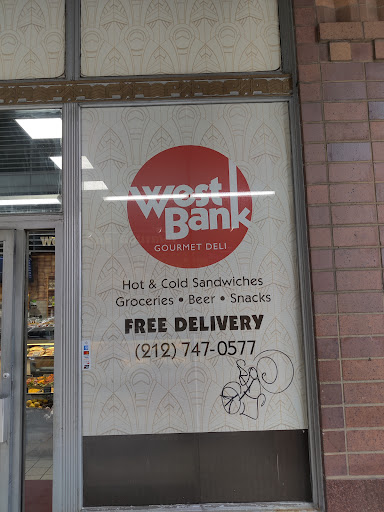 West
Bank
GOURMET DELI
Hot & Cold Sandwiches
Groceries • Beer • Snacks
FREE DELIVERY
(212) 747-0577